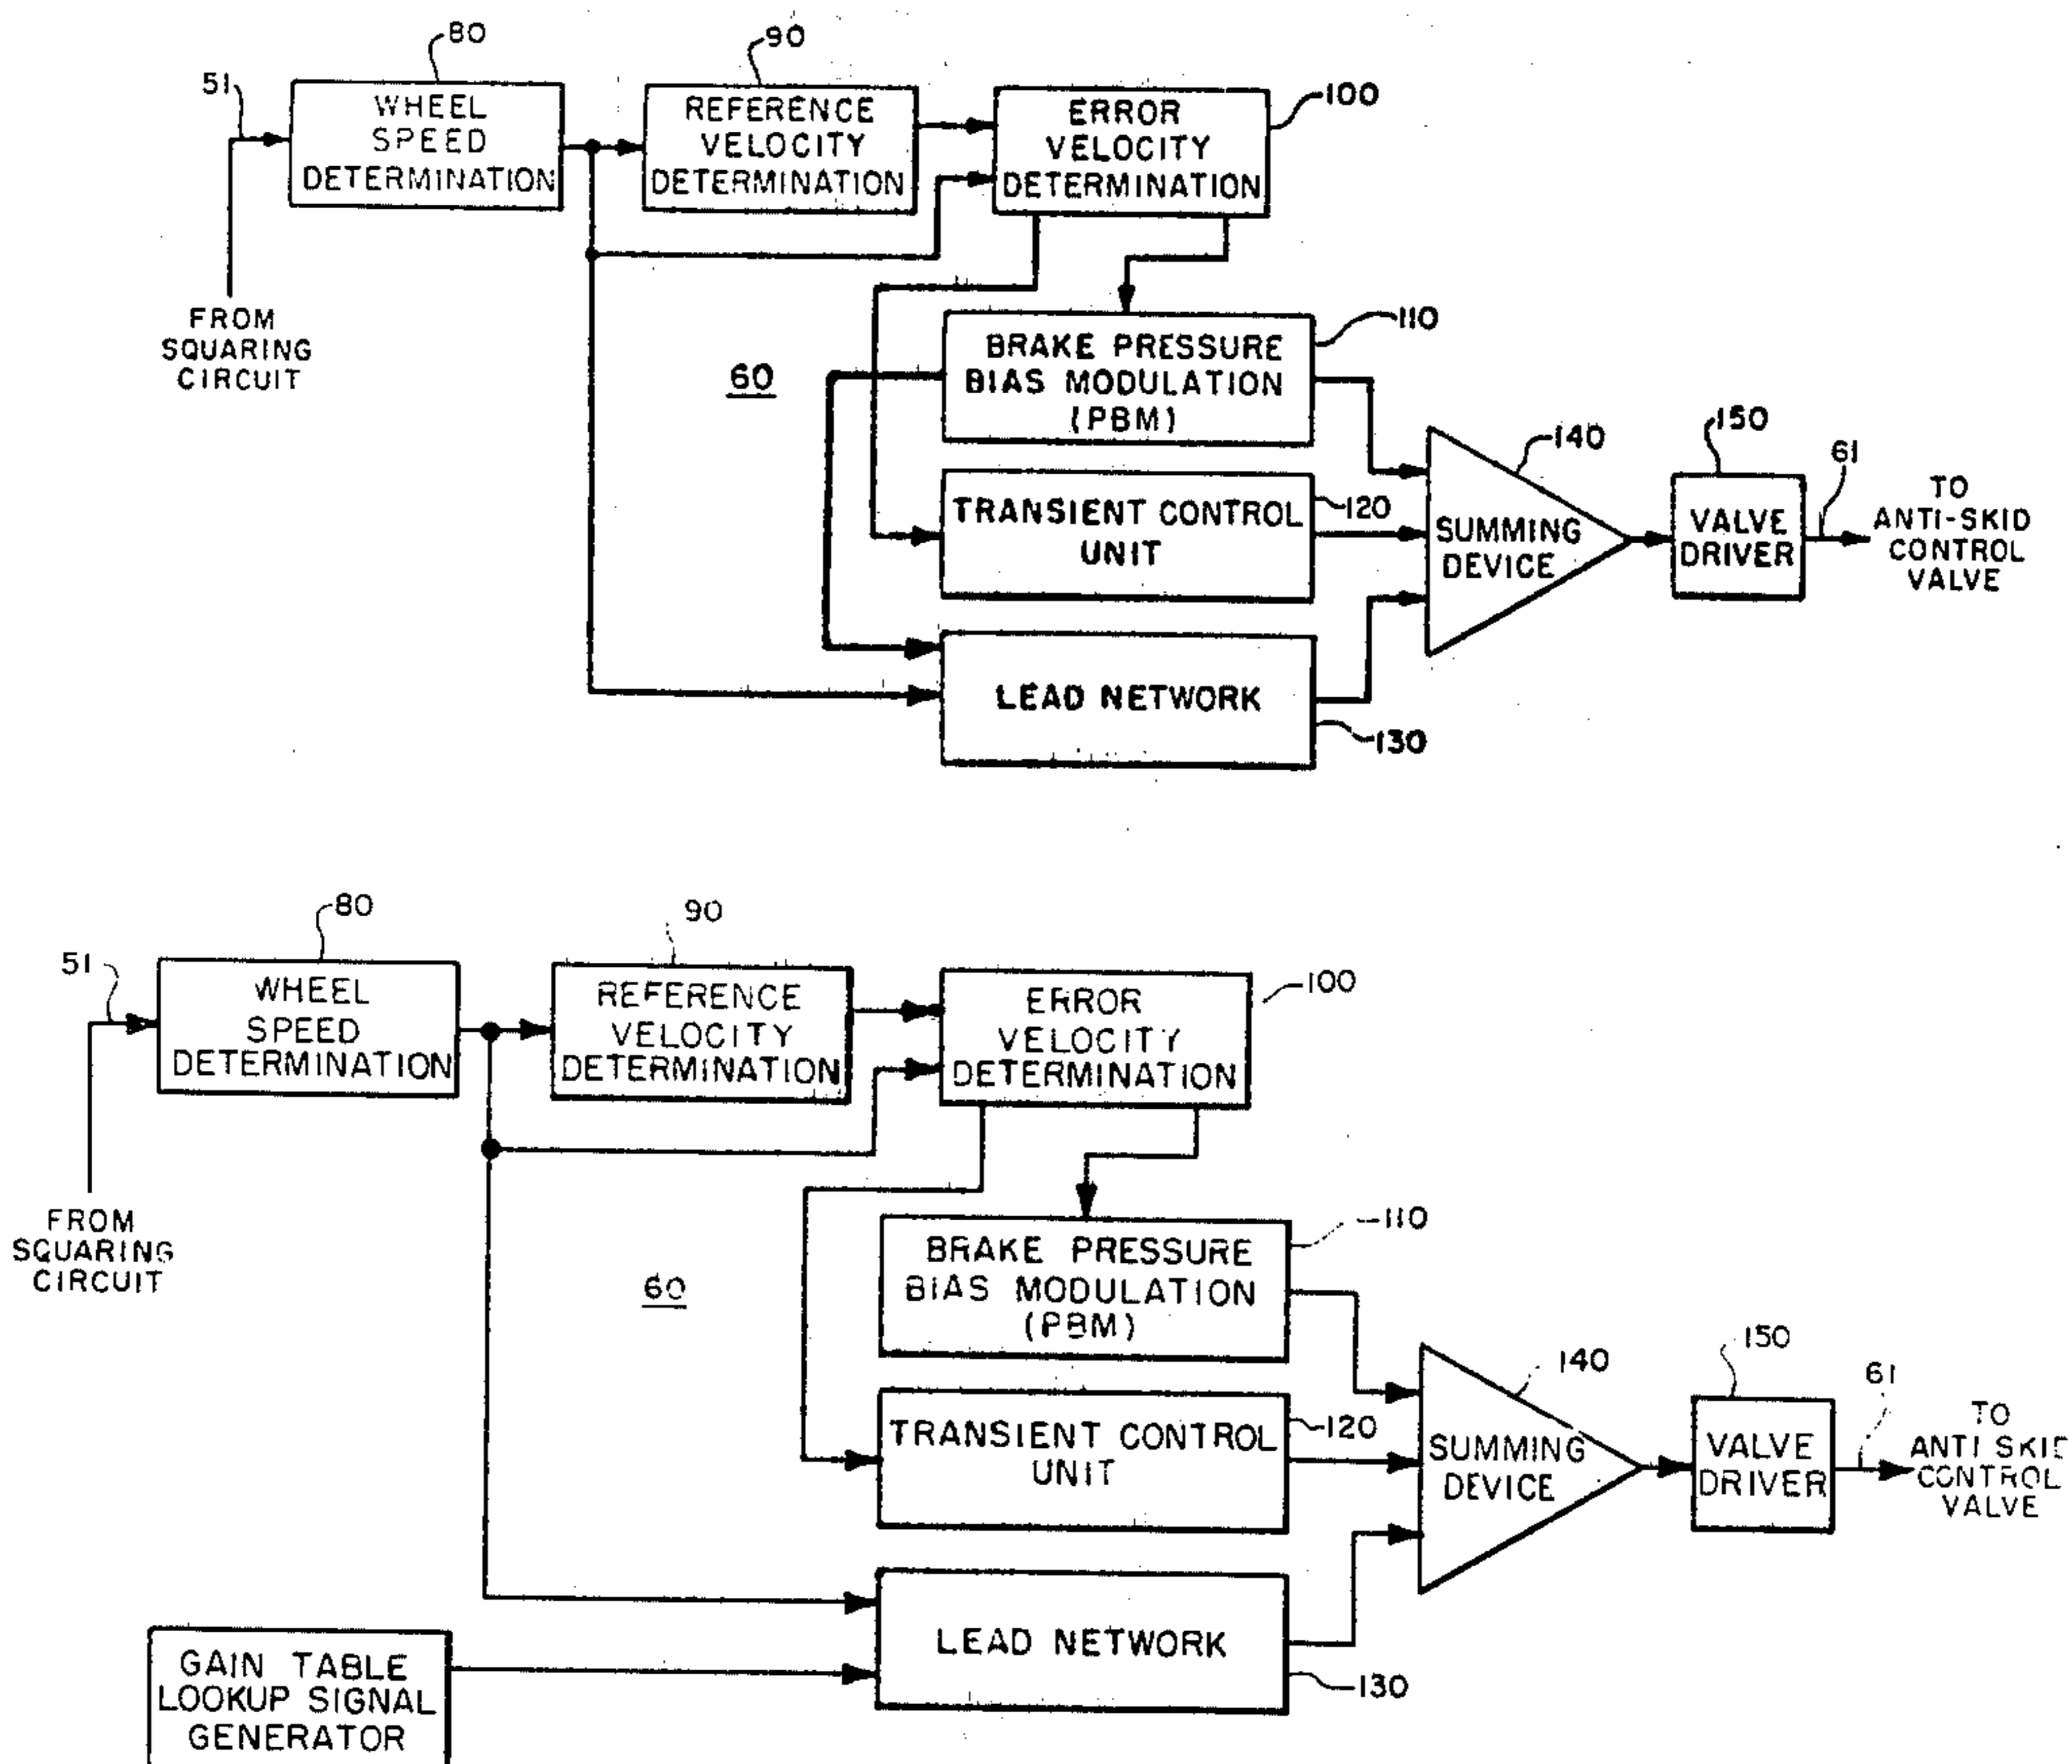 80
90
51
WHEEL
SPEED
DETERMINATION
REFERENCE
VELOCITY
DETERMINATION
ERROR
VELOCITY
DETERMINATION
100
FROM
SQUARING
CIRCUIT
60
BRAKE PRESSURE
BIAS MODULATION
(PBM)
110
TRANSIENT CONTROL
UNIT
120
LEAD NETWORK
130
140
SUMMING
DEVICE
150
VALVE
DRIVER
61
TO
ANTI-SKID
CONTROL
VALVE
80
90
51
WHEEL
SPEED
DETERMINATION
REFERENCE
VELOCITY
DETERMINATION
ERROR
VELOCITY
DETERMINATION
100
FROM
SQUARING
CIRCUIT
60
BRAKE PRESSURE
BIAS MODULATION
(PBM)
110
TRANSIENT CONTROL
UNIT
120
140
SUMMING
DEVICE
150
VALVE
DRIVER
61
TO
ANTI SKID
CONTROL
VALVE
LEAD NETWORK
130
GAIN TABLE
LOOKUP SIGNAL
GENERATOR